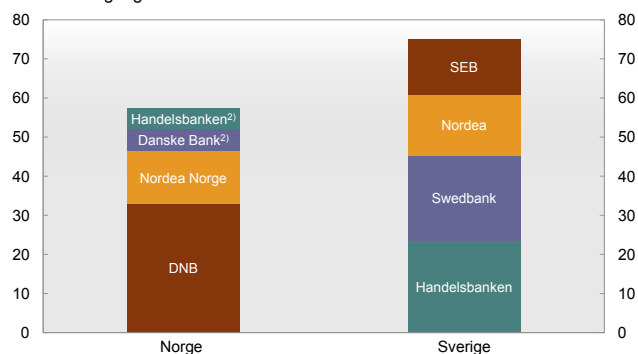 80 80
70 SEB 70
60 Nordea 60
Handelsbanken2)
50 Danske Bank2) 50
40 Nordea Norge 40
Swedbank
30 30
20 DNB 20
10 Handelsbanken 10
0 0
Norge Sverige